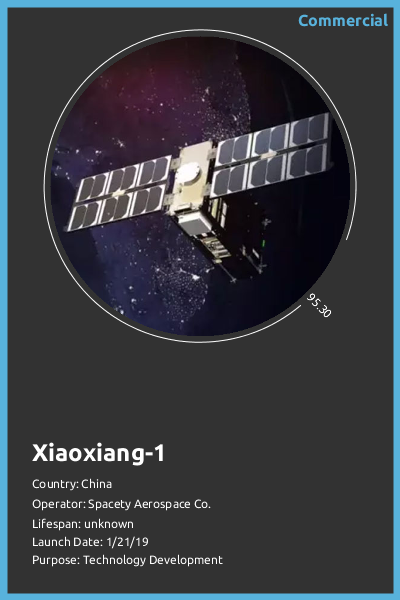 Commercial
95.30
Xiaoxiang-1
Country: China
Operator: Spacety Aerospace Co.
Lifespan: unknown
Launch Date: 1/21/19
Purpose: Technology Development